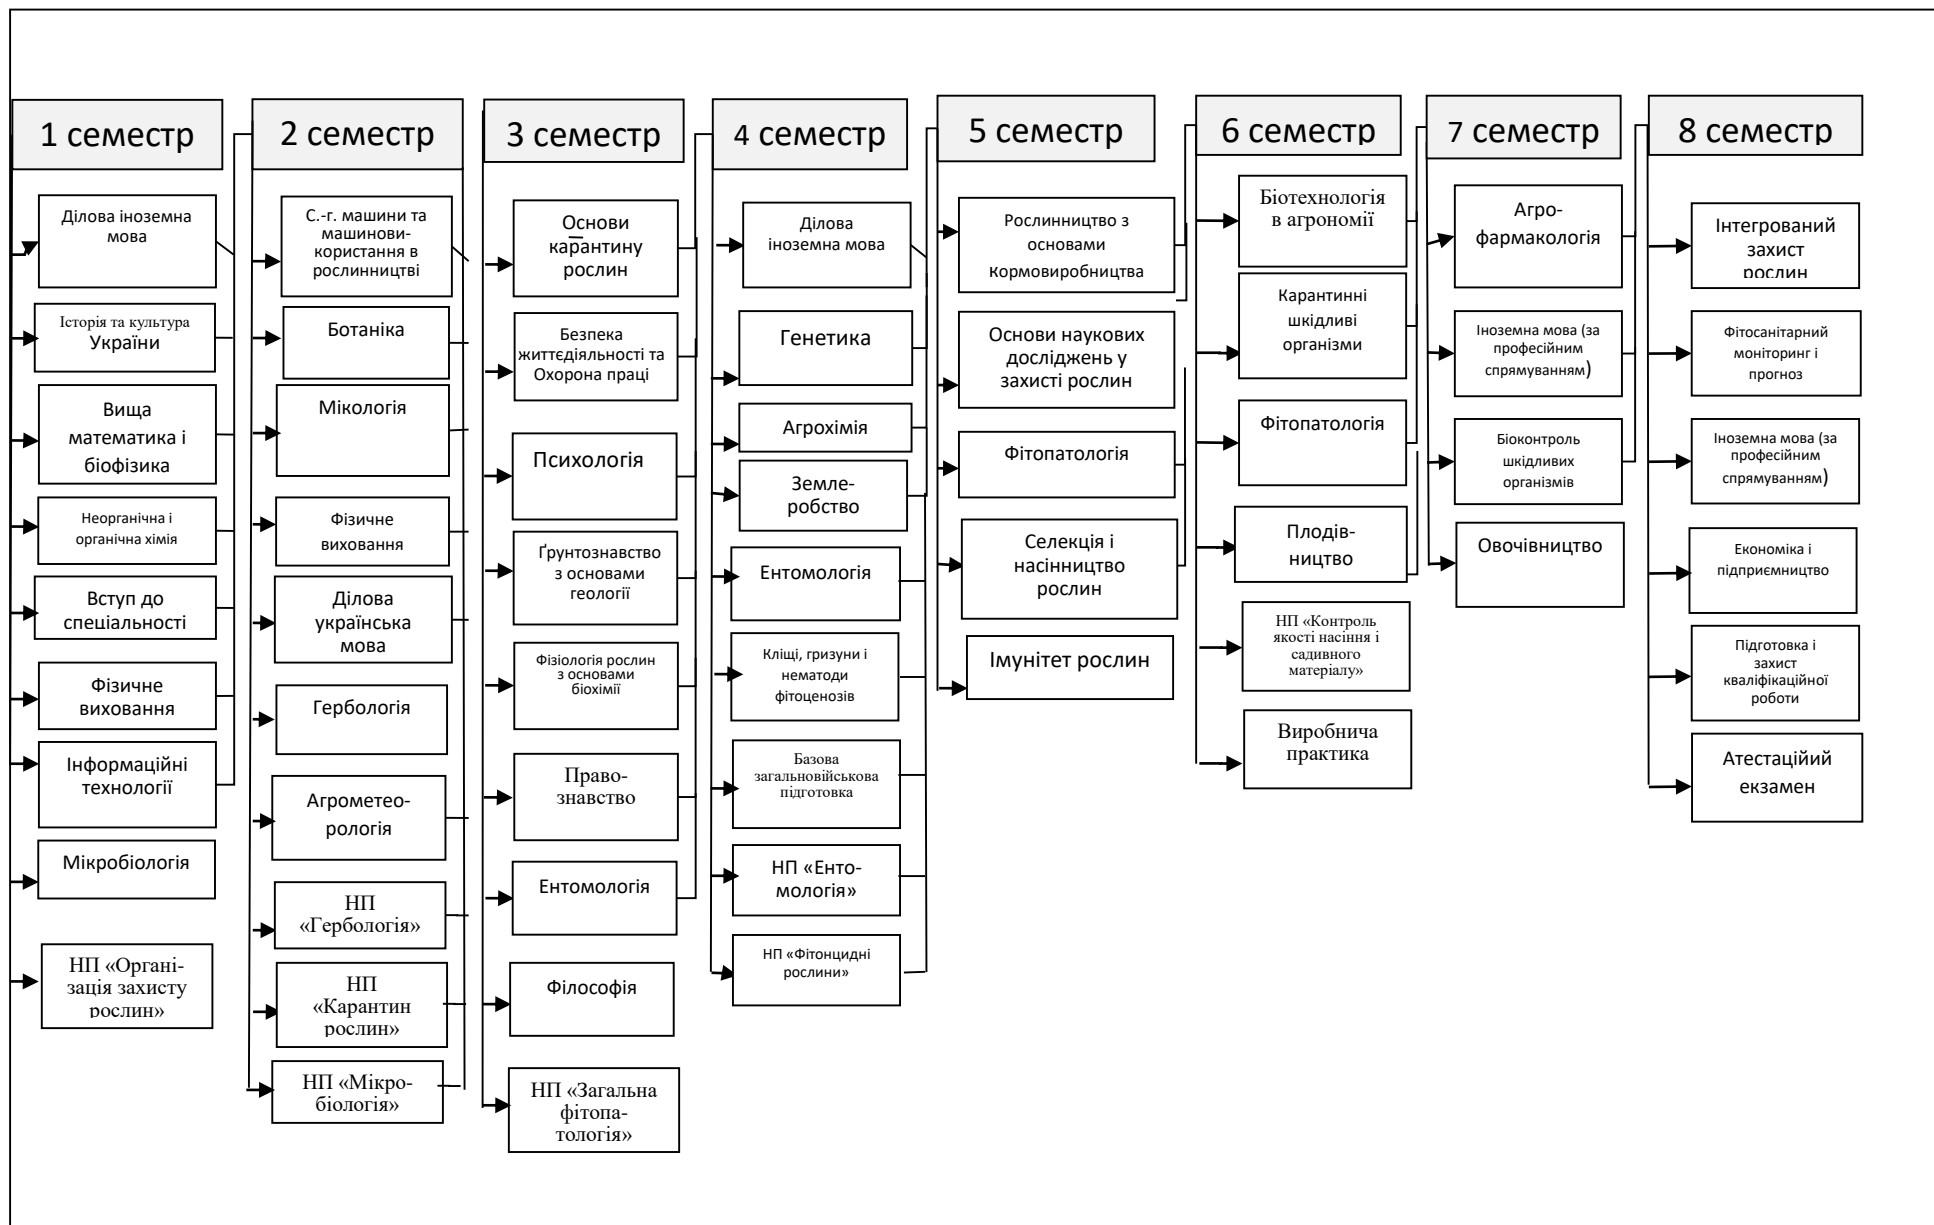 1 семестр
2 семестр
3 семестр
4 семестр
5 семестр
6 семестр
7 семестр
8 семестр
Ділова іноземна
мова
Історія та культура
України
Вища
математика і
біофізика
Неорганічна і
органічна хімія
Вступ до
спеціальності
Фізичне
виховання
Інформаційні
технології
Мікробіологія
НП «Органі-
зація захисту
рослин»
С.-г. машини та
машинови-
користання в
рослинництві
Ботаніка
Мікологія
Фізичне
виховання
Ділова
українська
мова
Гербологія
Агрометео-
рологія
НП
«Гербологія»
НП
«Карантин
рослин»
НП «Мікро-
біологія»
Основи
карантину
рослин
Безпека
життєдіяльності та
Охорона праці
Психологія
Ґрунтознавство
з основами
геології
Фізіологія рослин
з основами
біохімії
Право-
знавство
Ентомологія
Філософія
НП «Загальна
фітопа-
тологія»
Ділова
іноземна мова
Генетика
Агрохімія
Земле-
робство
Ентомологія
Кліщі, гризуни і
нематоди
фітоценозів
Базова
загальновійськова
підготовка
НП «Енто-
мологія»
НП «Фітонцидні
рослини»
Рослинництво з
основами
кормовиробництва
Основи наукових
досліджень у
захисті рослин
Фітопатологія
Селекція і
насінництво
рослин
Імунітет рослин
Біотехнологія
в агрономії
Карантинні
шкідливі
організми
Фітопатологія
Плодів-
ництво
НП «Контроль
якості насіння і
садивного
матеріалу»
Виробнича
практика
Агро-
фармакологія
Іноземна мова (за
професійним
спрямуванням)
Біоконтроль
шкідливих
організмів
Овочівництво
Інтегрований
захист
рослин
Фітосанітарний
моніторинг і
прогноз
Іноземна мова (за
професійним
спрямуванням)
Економіка і
підприємництво
Підготовка і
захист
кваліфікаційної
роботи
Атестаційий
екзамен